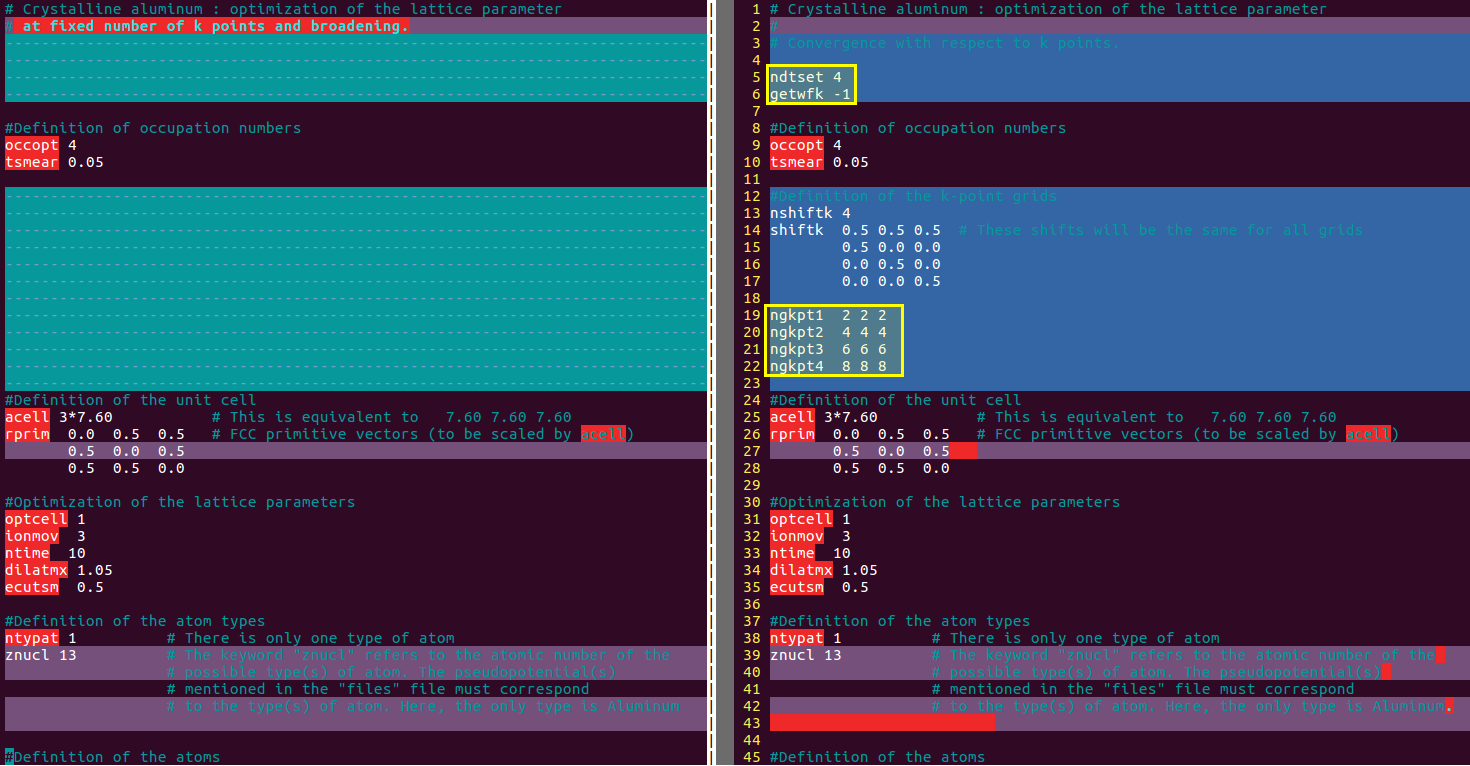 # Crystalline aluminum : optimization of the lattice parameter
# at fixed number of k points and broadening.
#Definition of occupation numbers
occopt 4
tsmear 0.05
#Definition of the unit cell
acell 3*7.60           # This is equivalent to   7.60 7.60 7.60
rprim  0.0  0.5  0.5   # FCC primitive vectors (to be scaled by acell)
       0.5  0.0  0.5
       0.5  0.5  0.0
#Optimization of the lattice parameters
optcell 1
ionmov  3
ntime  10
dilatmx 1.05
ecutsm  0.5
#Definition of the atom types
ntypat 1          # There is only one type of atom
znucl 13          # The keyword "znucl" refers to the atomic number of the
                  # possible type(s) of atom. The pseudopotential(s)
                  # mentioned in the "files" file must correspond
                  # to the type(s) of atom. Here, the only type is Aluminum
#Definition of the atoms
1 # Crystalline aluminum : optimization of the lattice parameter
2 #
3 # Convergence with respect to k points.
4
5 ndtset 4
6 getwfk -1
7
8 #Definition of occupation numbers
9 occopt 4
10 tsmear 0.05
11
12 #Definition of the k-point grids
13 nshiftk 4
14 shiftk  0.5 0.5 0.5  # These shifts will be the same for all grids
15         0.5 0.0 0.0
16         0.0 0.5 0.0
17         0.0 0.0 0.5
18
19 ngkpt1  2 2 2
20 ngkpt2  4 4 4
21 ngkpt3  6 6 6
22 ngkpt4  8 8 8
23
24 #Definition of the unit cell
25 acell 3*7.60           # This is equivalent to   7.60 7.60 7.60
26 rprim  0.0  0.5  0.5   # FCC primitive vectors (to be scaled by acell)
27        0.5  0.0  0.5
28        0.5  0.5  0.0
29
30 #Optimization of the lattice parameters
31 optcell 1
32 ionmov  3
33 ntime  10
34 dilatmx 1.05
35 ecutsm  0.5
36
37 #Definition of the atom types
38 ntypat 1          # There is only one type of atom
39 znucl 13          # The keyword "znucl" refers to the atomic number of the
40                   # possible type(s) of atom. The pseudopotential(s)
41                   # mentioned in the "files" file must correspond
42                   # to the type(s) of atom. Here, the only type is Aluminum.
43
44
45 #Definition of the atoms